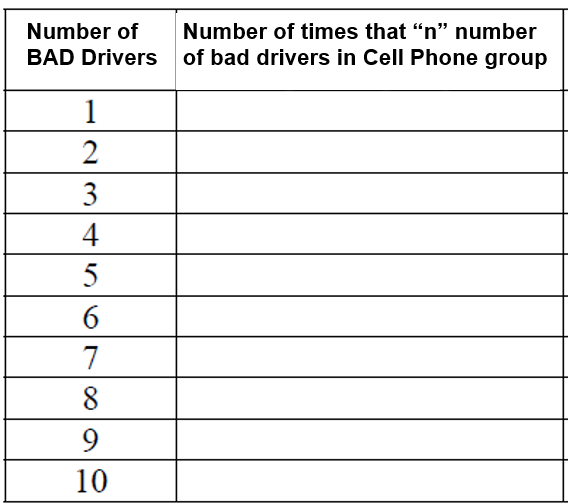 Number of
BAD Drivers
Number of times that “n” number
of bad drivers in Cell Phone group
1
2
3
4
5
6
7
8
9
10